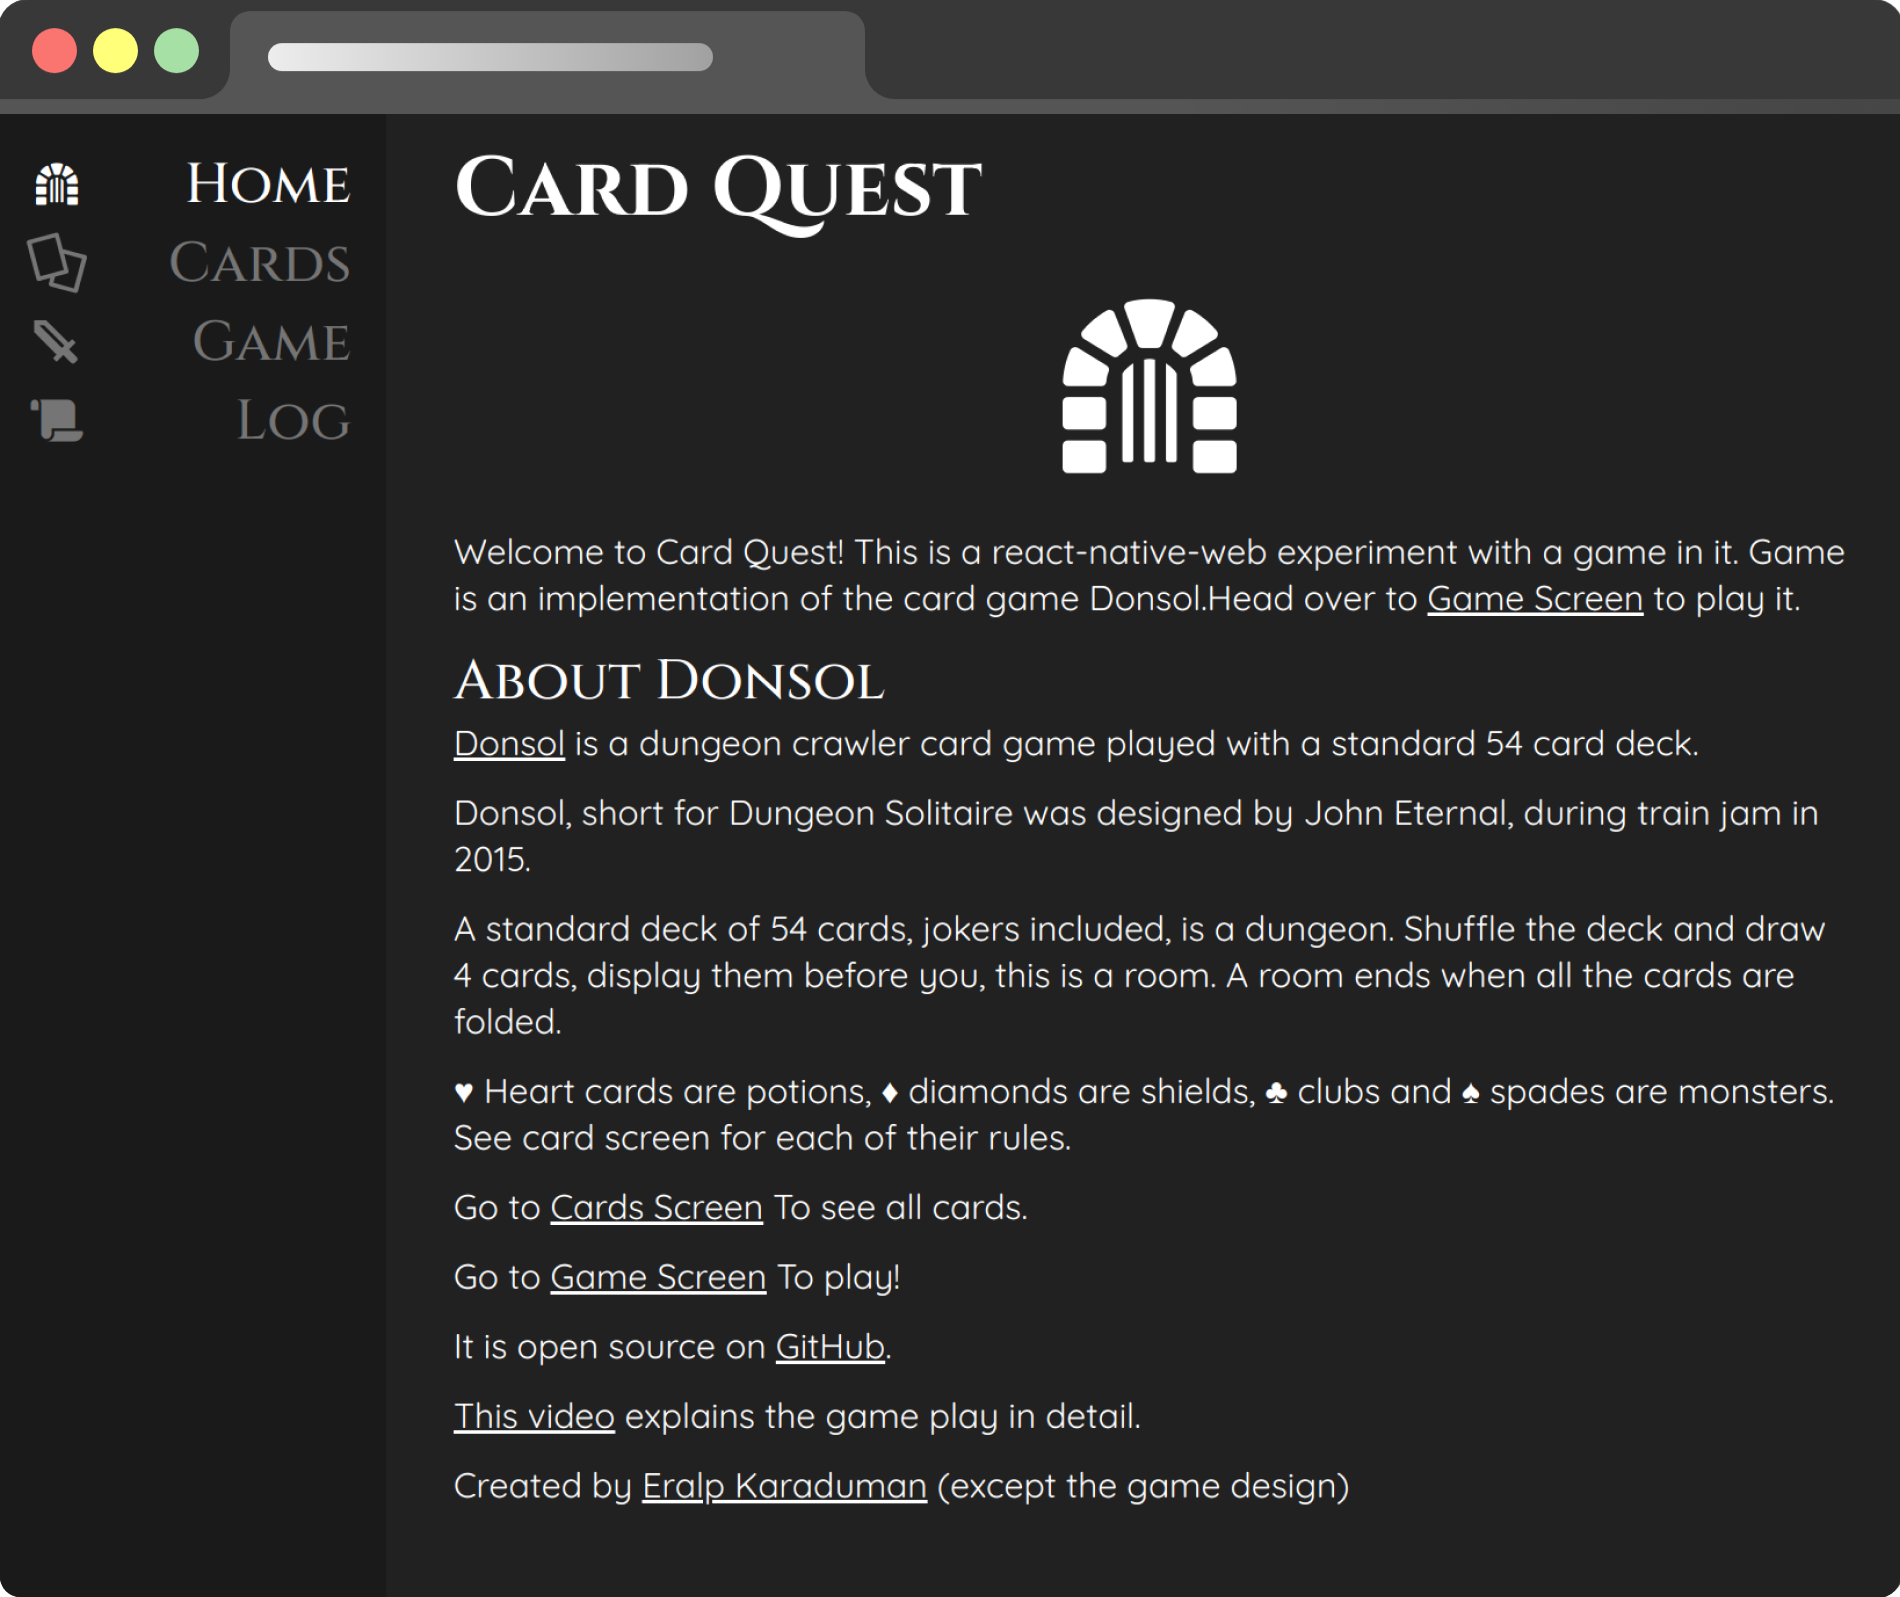 Home
Cards
Game
Log
Card Quest
Welcome to Card Quest! This is a react-native-web experiment with a game in it. Game
is an implementation of the card game Donsol.Head over to Game Screen to play it.
About Donsol
Donsol is a dungeon crawler card game played with a standard 54 card deck.
Donsol, short for Dungeon Solitaire was designed by John Eternal, during train jam in
2015.
A standard deck of 54 cards, jokers included, is a dungeon. Shuffle the deck and draw
4 cards, display them before you, this is a room. A room ends when all the cards are
folded.
♥ Heart cards are potions, ♦ diamonds are shields, ♣ clubs and ♠ spades are monsters.
See card screen for each of their rules.
Go to Cards Screen To see all cards.
Go to Game Screen To play!
It is open source on GitHub.
This video explains the game play in detail.
Created by Eralp Karaduman (except the game design)